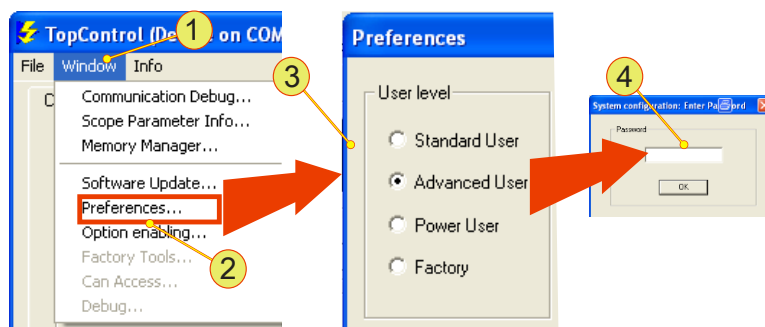 TopControl (De on COM
1
File Window Info
C
Communication Debug...
Scope Parameter Info...
Memory Manager...
Software Update...
Preferences...
Option enabling...
2
Factory Tools...
Can Access...
Debug...
Preferences
3
User level
Standard User
Advanced User
Power User
Factory
4
System configuration: Enter Pa ord
Password
OK